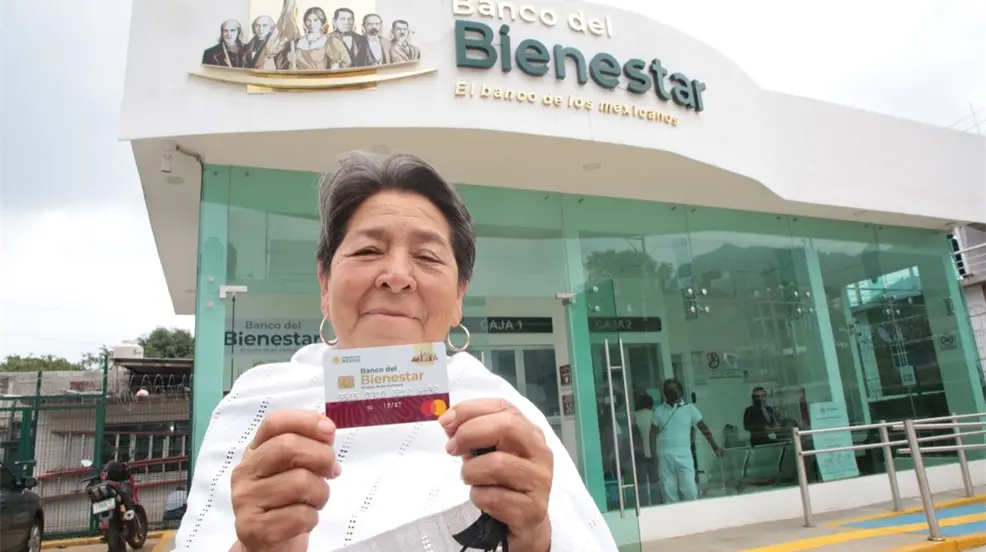 Banco del
Bienestar
El banco de los mexicanos
CAJA 1
CAJA 2
Banco del
Bienestar
Banco del
Bienestar